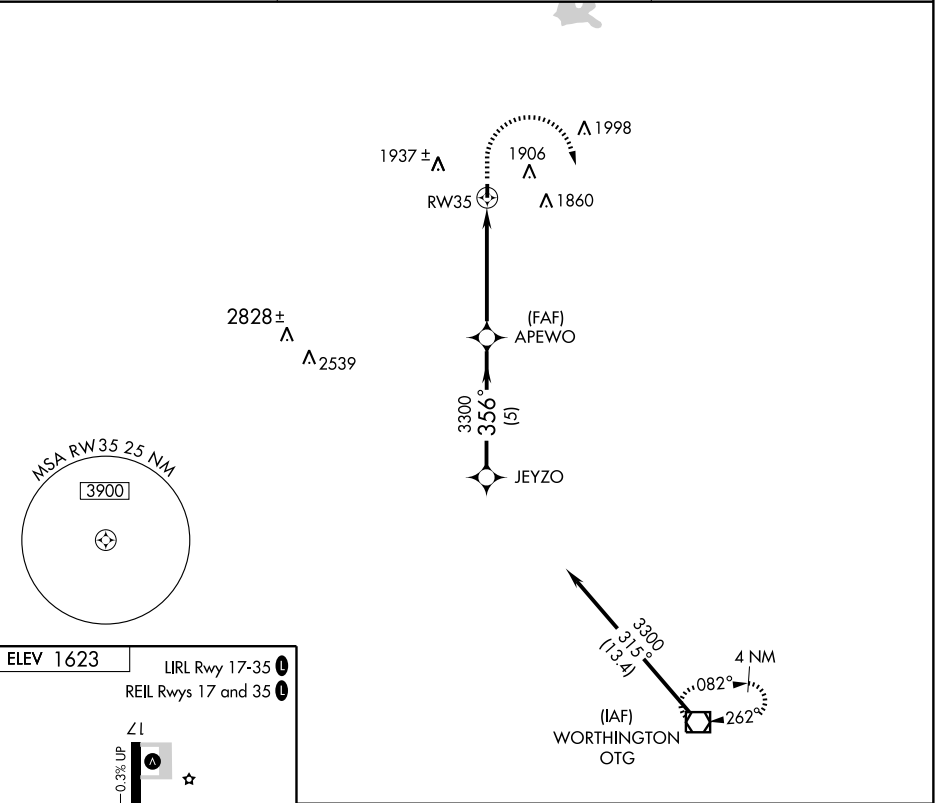 1998
1937 ±
1906
RW35
1860
2828 ±
2539
(FAF)
APEWO
3300
356°
(5)
JEYZO
MSA RW35 25 NM
3900
3300
315°
(13.4)
4 NM
082°
262°
(IAF)
WORTHINGTON
OTG
ELEV 1623
LIRL Rwy 17-35 L
REIL Rwys 17 and 35 L
17
0.3% UP